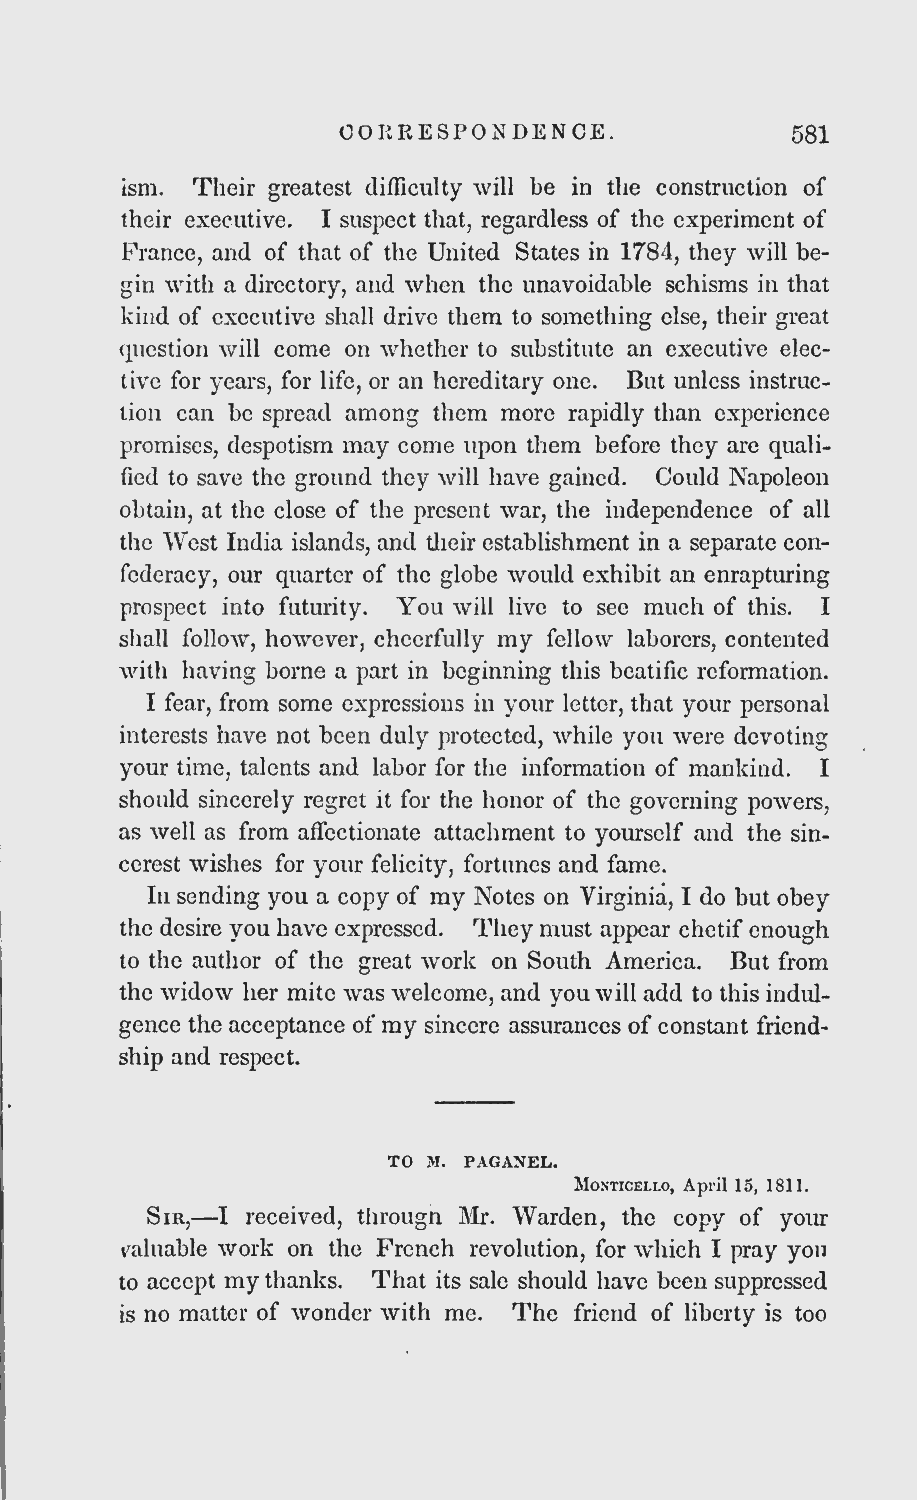 CORRESPONDENCE. 581
ism. Their greatest difficulty will be in the construction of
their executive. I suspect that, regardless of the experiment of
France, and of that of the United States in 1784, they will be-
gin with a directory, and when the unavoidable schisms in that
kind of executive shall drive them to something else, their great
question will come on whether to substitute an executive elec-
tive for years, for life, or an hereditary one. But unless instruc-
tion can be spread among them more rapidly than experience
promises, despotism may come upon them before they are quali-
fied to save the ground they will have gained. Could Napoleon
obtain, at the close of the present war, the independence of all
the West India islands, and their establishment in a separate con-
federacy, our quarter of the globe would exhibit an enrapturing
prospect into futurity. You will live to see much of this. I
shall follow, however, cheerfully my fellow laborers, contented
with having borne a part in beginning this beatific reformation.
I fear, from some expressions in your letter, that your personal
interests have not been duly protected, while you were devoting
your time, talents and labor for the information of mankind. I
should sincerely regret it for the honor of the governing powers,
as well as from affectionate attachment to yourself and the sin-
cerest wishes for your felicity, fortunes and fame.
In sending you a copy of my Notes on Virginia, I do but obey
the desire you have expressed. They must appear chetif enough
to the author of the great work on South America. But from
the widow her mite was welcome, and you will add to this indul-
gence the acceptance of my sincere assurances of constant friend-
ship and respect.
TO M. PAGANEL.
MONTICELLO, April 15, 1811.
SIR,—I received, through Mr. Warden, the copy of your
valuable work on the French revolution, for which I pray you
to accept my thanks. That its sale should have been suppressed
is no matter of wonder with me. The friend of liberty is too